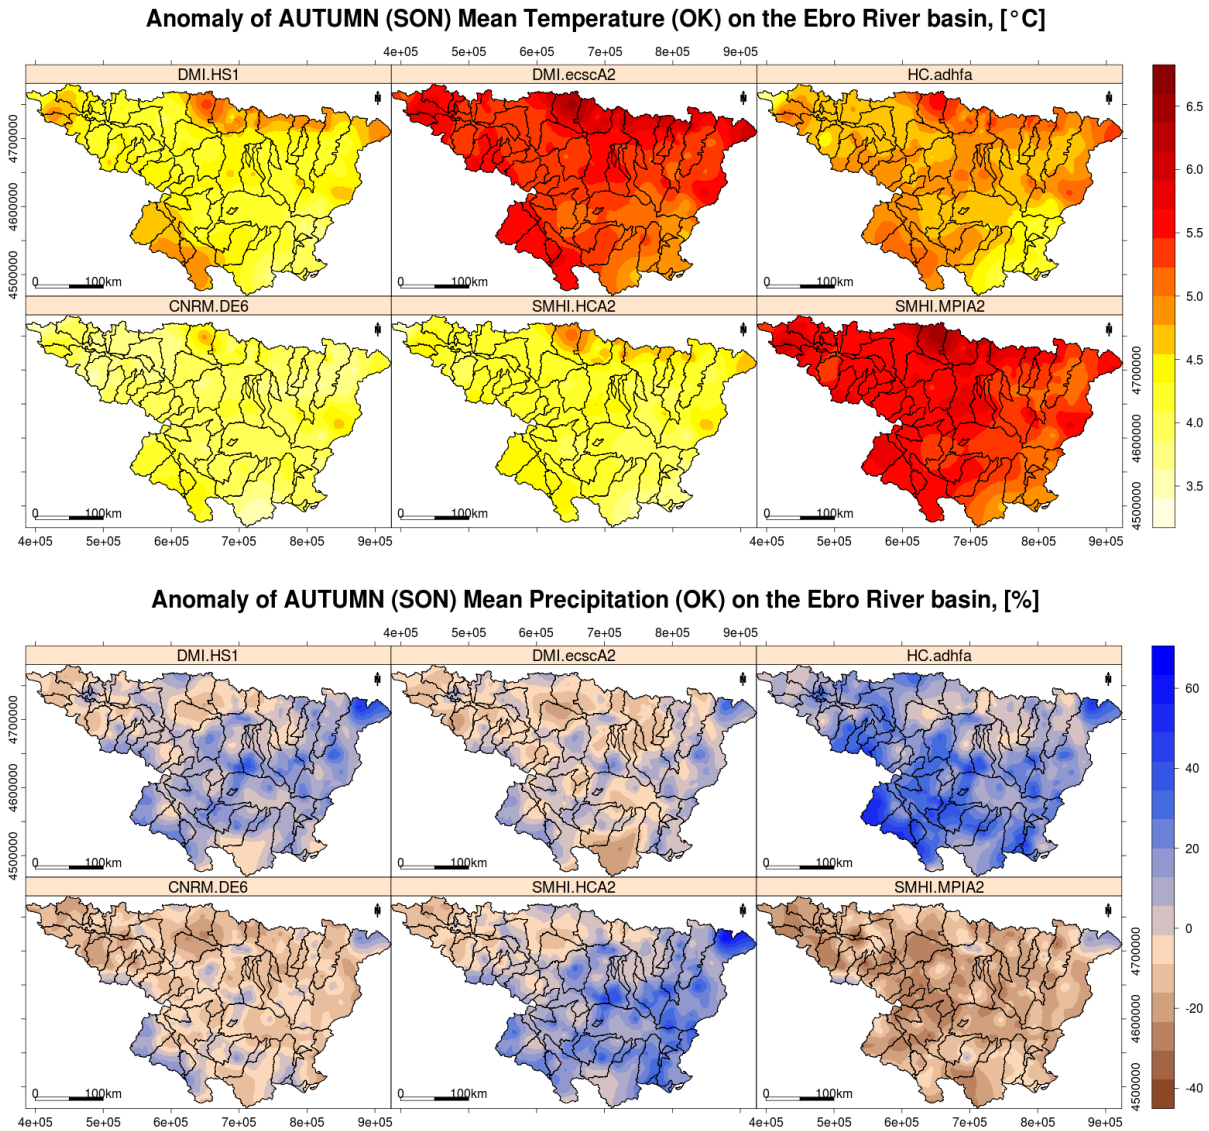 Anomaly of AUTUMN (SON) Mean Temperature (OK) on the Ebro River basin, [°C]
4e+05 5e+05 6e+05 7e+05 8e+05 9e+05
DMI.HS1 DMI.ecscA2 HC.adhfa
4700000
4600000
4500000
0 100km 0 100km 0 100km
CNRM.DE6 SMHI.HCA2 SMHI.MPIA2
4700000
4600000
4500000
0 100km 0 100km 0 100km
4e+05 5e+05 6e+05 7e+05 8e+05 9e+05 4e+05 5e+05 6e+05 7e+05 8e+05 9e+05
6.5
6.0
5.5
5.0
4.5
4.0
3.5
Anomaly of AUTUMN (SON) Mean Precipitation (OK) on the Ebro River basin, [%]
4e+05 5e+05 6e+05 7e+05 8e+05 9e+05
DMI.HS1 DMI.ecscA2 HC.adhfa
4700000
4600000
4500000
0 100km 0 100km 0 100km
CNRM.DE6 SMHI.HCA2 SMHI.MPIA2
4700000
4600000
4500000
0 100km 0 100km 0 100km
4e+05 5e+05 6e+05 7e+05 8e+05 9e+05 4e+05 5e+05 6e+05 7e+05 8e+05 9e+05
60
40
20
0
-20
-40